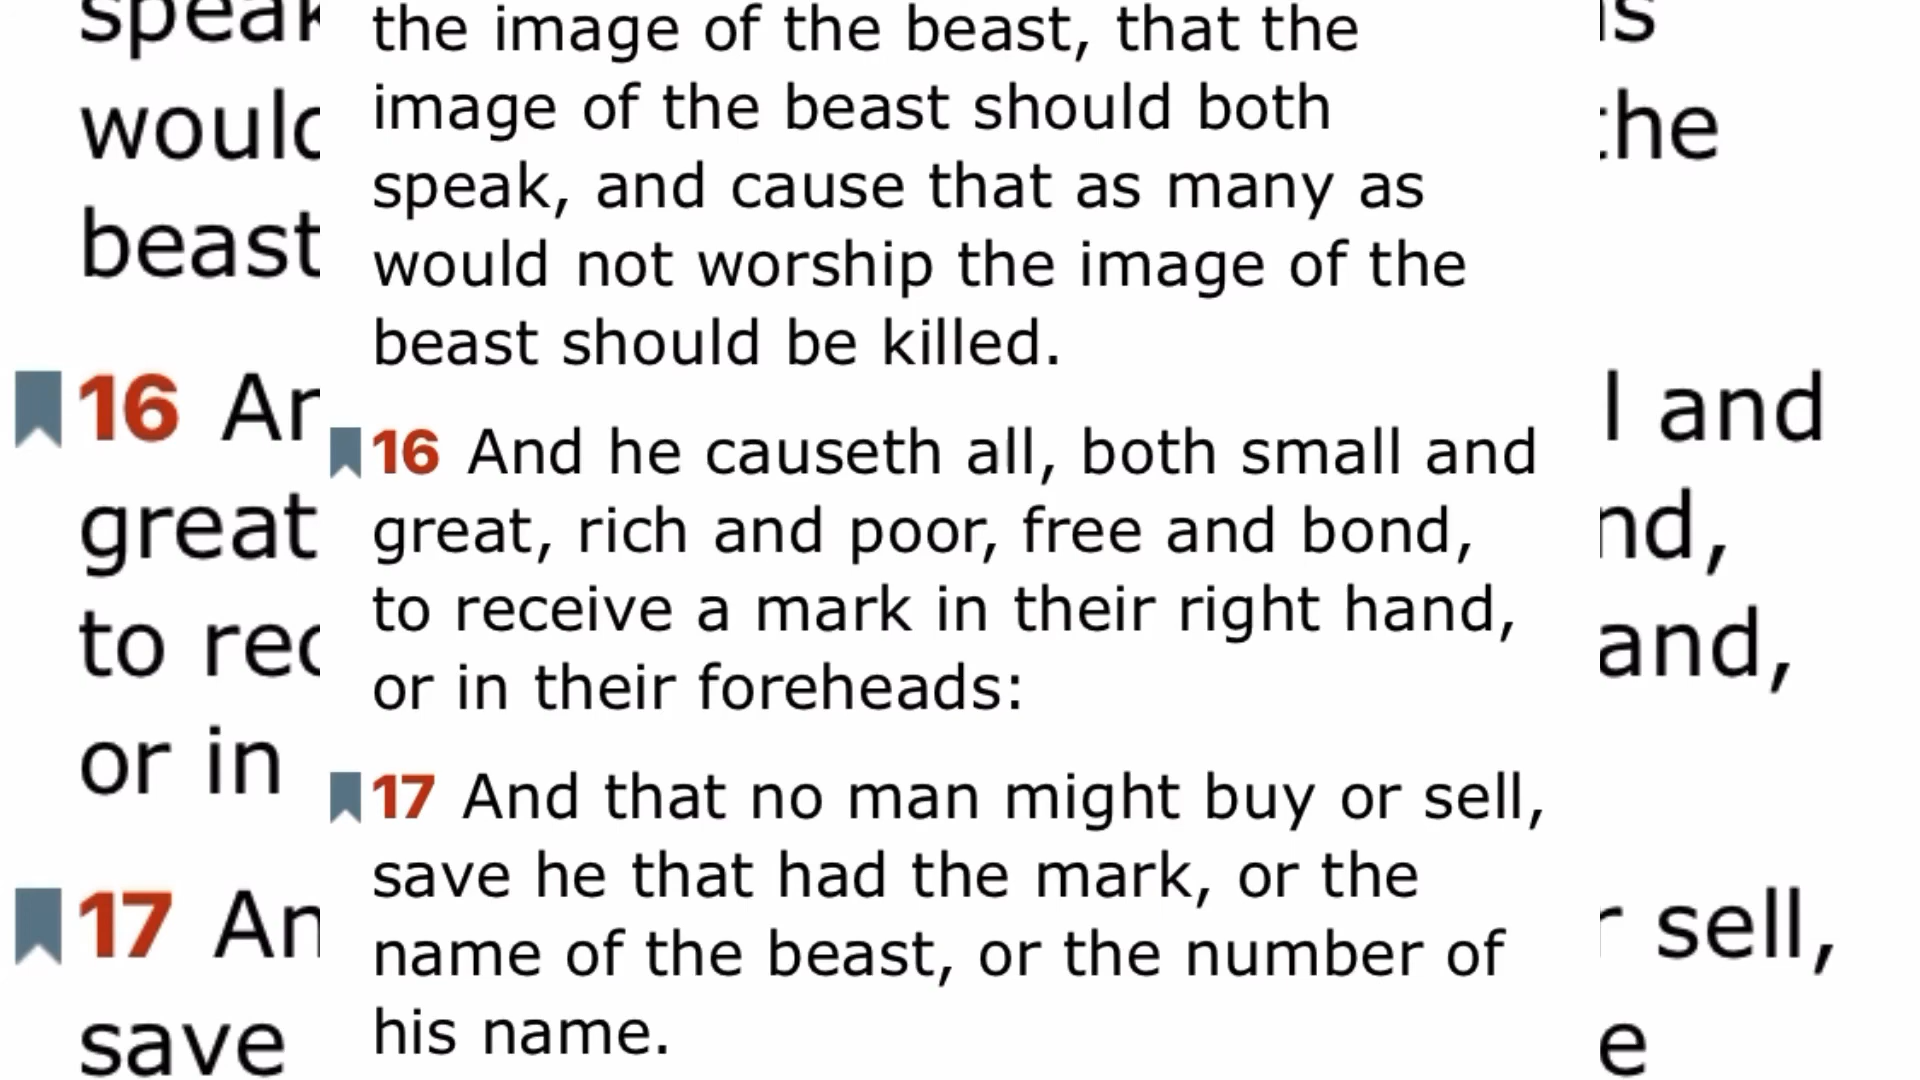 the image of the beast, that the
image of the beast should both
speak, and cause that as many as
would not worship the image of the
beast should be killed.
16 And he causeth all, both small and
great, rich and poor, free and bond,
to receive a mark in their right hand,
or in their foreheads:
17 And that no man might buy or sell,
save he that had the mark, or the
name of the beast, or the number of
his name.